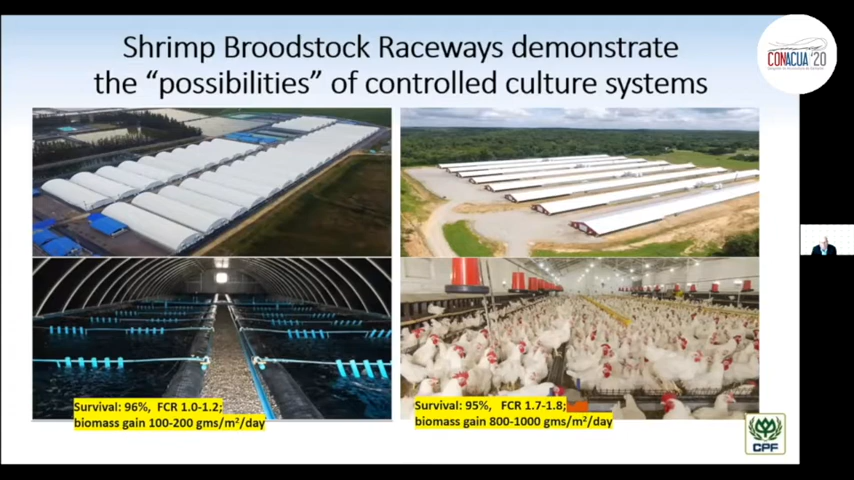 CONACUA '20
Shrimp Broodstock Raceways demonstrate
the “possibilities” of controlled culture systems
Survival: 96%, FCR 1.0-1.2;
biomass gain 100-200 gms/m²/day
Survival: 95%, FCR 1.7-1.8;
biomass gain 800-1000 gms/m²/day
CPF